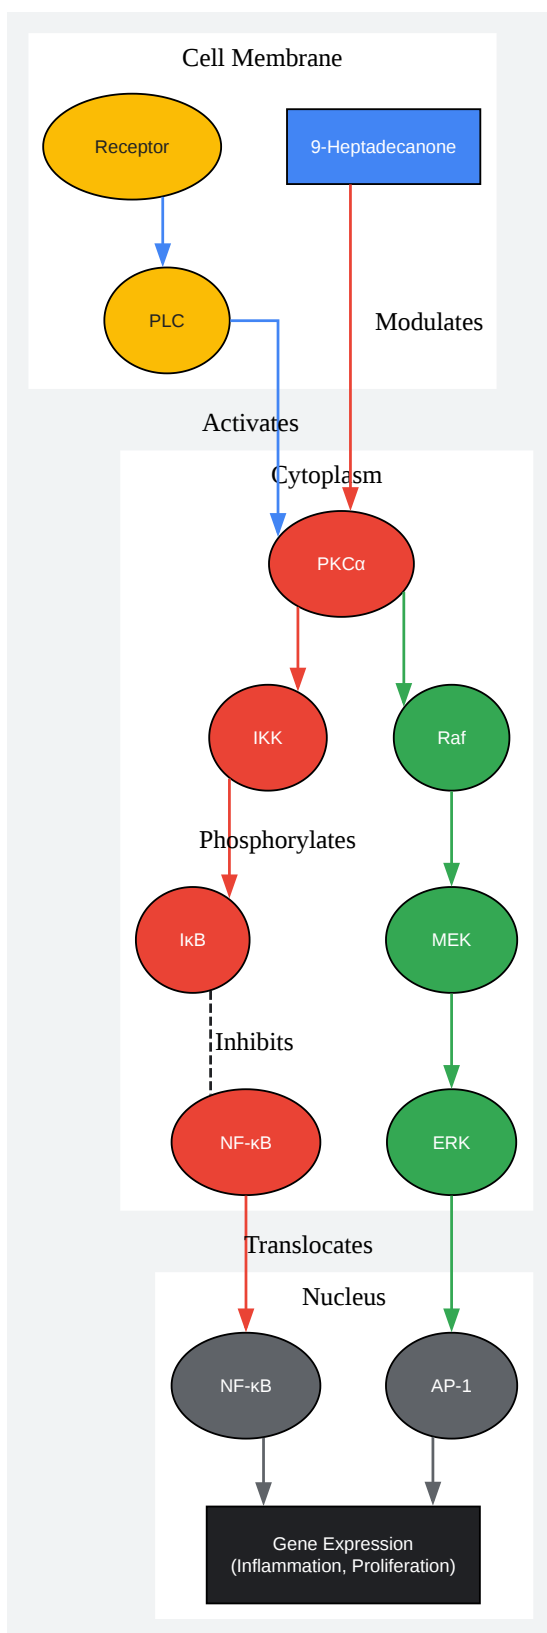 Cell Membrane
Receptor
9-Heptadecanone
PLC
Modulates
Activates
Cytoplasm
PKCα
IKK
Raf
Phosphorylates
IκB
MEK
Inhibits
NF-κB
ERK
Translocates
Nucleus
NF-κB
AP-1
Gene Expression
(Inflammation, Proliferation)